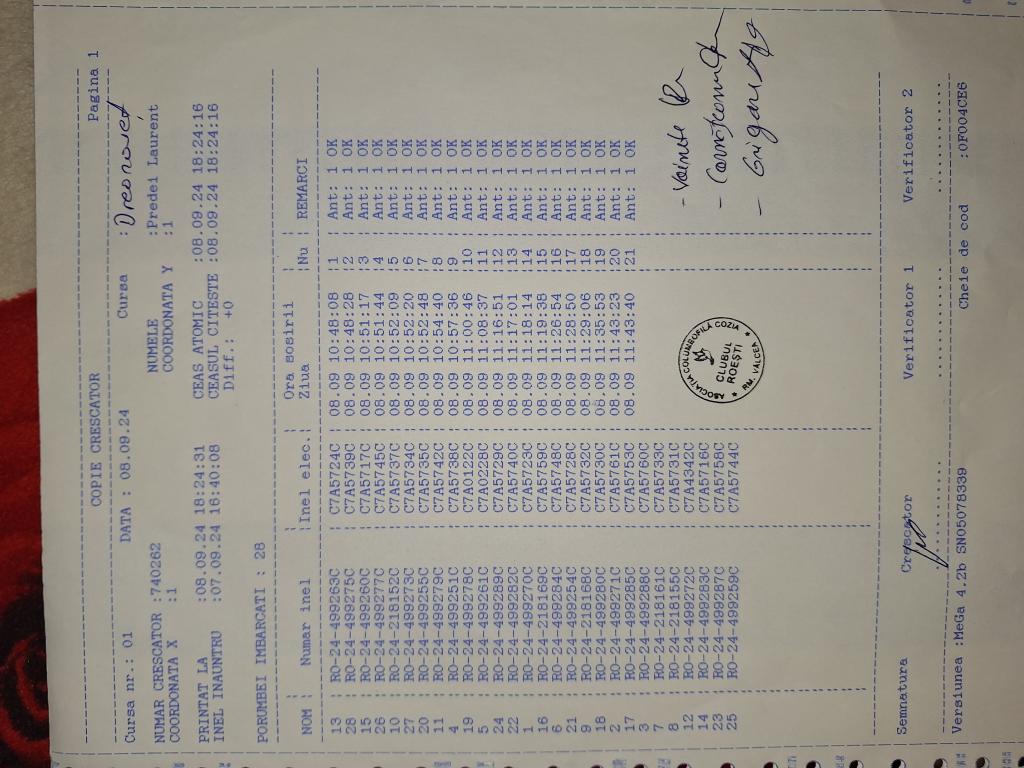 COPIE CRESCATOR Pagina 1
Cursa nr.: 01 DATA : 08.09.24 Cursa :
NUMAR CRESCATOR :740262 NUMELE :Predei Laurent
COORDONATA X :1 COORDONATA Y :1
PRINTAT LA :08.09.24 18:24:31 CEAS ATOMIC :08.09.24 18:24:16
INEL INAUNTRU :07.09.24 16:40:08 CEASUL CITESTE :08.09.24 18:24:16
Diff.: +0
PORUMBEI IMBARCATI : 28
Ora sosirii
NOM ¦ Numar inel ¦Inel elec.¦ Ziua ¦Nu ¦ REMARCI
13 ¦ RO-24-499263C ¦ C7A5724C ¦ 08.09 10:48:08 ¦1 ¦ Ant: 1 OK
28 ¦ RO-24-499275C ¦ C7A5739C ¦ 08.09 10:48:28 ¦2 ¦ Ant: 1 OK
15 ¦ RO-24-499260C ¦ C7A5717C ¦ 08.09 10:51:17 ¦3 ¦ Ant: 1 OK
26 ¦ RO-24-499277C ¦ C7A5745C ¦ 08.09 10:51:44 ¦4 ¦ Ant: 1 OK
10 ¦ RO-24-218152C ¦ C7A5737C ¦ 08.09 10:52:09 ¦5 ¦ Ant: 1 OK
27 ¦ RO-24-499273C ¦ C7A5734C ¦ 08.09 10:52:20 ¦6 ¦ Ant: 1 OK
20 ¦ RO-24-499255C ¦ C7A5735C ¦ 08.09 10:52:48 ¦7 ¦ Ant: 1 OK
11 ¦ RO-24-499279C ¦ C7A5742C ¦ 08.09 10:54:40 ¦8 ¦ Ant: 1 OK
4 ¦ RO-24-499251C ¦ C7A5738C ¦ 08.09 10:57:36 ¦9 ¦ Ant: 1 OK
19 ¦ RO-24-499278C ¦ C7A0122C ¦ 08.09 11:00:46 ¦10 ¦ Ant: 1 OK
5 ¦ RO-24-499261C ¦ C7A0228C ¦ 08.09 11:08:37 ¦11 ¦ Ant: 1 OK
24 ¦ RO-24-499289C ¦ C7A5729C ¦ 08.09 11:16:51 ¦12 ¦ Ant: 1 OK
22 ¦ RO-24-499282C ¦ C7A5740C ¦ 08.09 11:17:01 ¦13 ¦ Ant: 1 OK
1 ¦ RO-24-499270C ¦ C7A5723C ¦ 08.09 11:18:14 ¦14 ¦ Ant: 1 OK
16 ¦ RO-24-218169C ¦ C7A5759C ¦ 08.09 11:19:38 ¦15 ¦ Ant: 1 OK
6 ¦ RO-24-499284C ¦ C7A5748C ¦ 08.09 11:26:54 ¦16 ¦ Ant: 1 OK
21 ¦ RO-24-499254C ¦ C7A5728C ¦ 08.09 11:28:50 ¦17 ¦ Ant: 1 OK
9 ¦ RO-24-218168C ¦ C7A5732C ¦ 08.09 11:29:06 ¦18 ¦ Ant: 1 OK
18 ¦ RO-24-499280C ¦ C7A5730C ¦ 08.09 11:35:53 ¦19 ¦ Ant: 1 OK
2 ¦ RO-24-499271C ¦ C7A5761C ¦ 08.09 11:43:23 ¦20 ¦ Ant: 1 OK
17 ¦ RO-24-499285C ¦ C7A5753C ¦ 08.09 11:43:40 ¦21 ¦ Ant: 1 OK
3 ¦ RO-24-499288C ¦ C7A5760C
7 ¦ RO-24-218161C ¦ C7A5733C
8 ¦ RO-24-218155C ¦ C7A5731C
12 ¦ RO-24-499272C ¦ C7A4342C
14 ¦ RO-24-499283C ¦ C7A5716C
23 ¦ RO-24-499287C ¦ C7A5758C
25 ¦ RO-24-499259C ¦ C7A5744C
ASOCIAȚIA COLUMBOFILĂ COZIA
CLUBUL
ROEȘTI
RM. VÂLCEA
Semnatura Crescator Verificator 1 Verificator 2
Versiunea :MeGa 4.2b SN05078339 Cheie de cod :0F004CE6